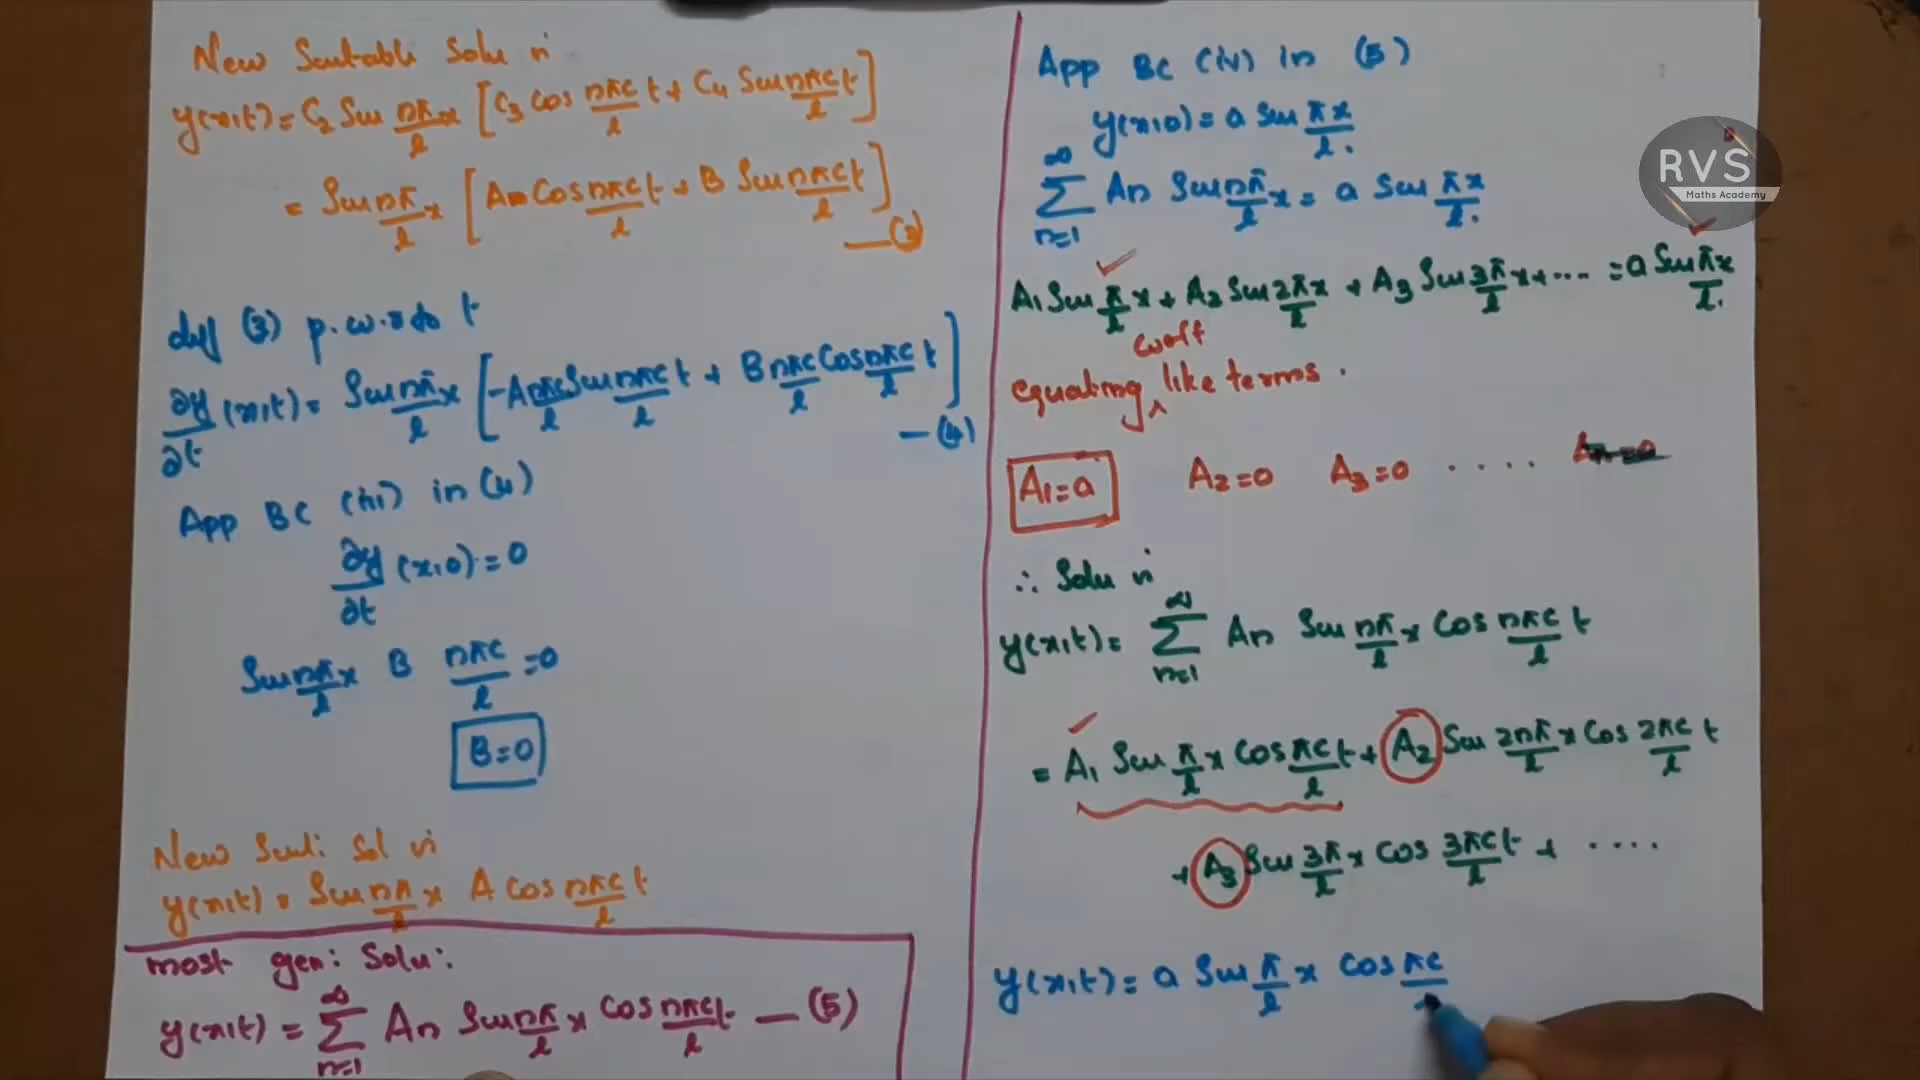 New Suitabli Solu is
y(x,t) = C₂ Sin nπ/l x [C₃ Cos nπc/l t + C₄ Sin nπc/l t]
= Sin nπ/l x [A Cos nπc/l t + B Sin nπc/l t] —(3)
diff (3) p.w.r.to t
∂y/∂t (x,t) = Sin nπ/l x [-A nπc/l Sin nπc/l t + B nπc/l Cos nπc/l t] —(4)
App BC (iii) in (4)
∂y/∂t (x,0) = 0
Sin nπ/l x B nπc/l = 0
B=0
New Suit: Sol is
y(x,t) = Sin nπ/l x A Cos nπc/l t
most gen: Solu:
y(x,t) = ∞ Σ n=1 An Sin nπ/l x Cos nπc/l t —(5)
App BC (iv) in (5)
y(x,0) = a Sin πx/l.
∞ Σ n=1 An Sin nπ/l x = a Sin πx/l.
A₁ Sin π/l x + A₂ Sin 2πx/l + A₃ Sin 3π/l x + ... = a Sin πx/l.
coeff
equating ^ like terms.
A₁=a A₂=0 A₃=0 ....
∴ Solu is
y(x,t) = ∞ Σ n=1 An Sin nπ/l x Cos nπc/l t
= A₁ Sin π/l x Cos πc/l t + A₂ Sin 2nπ/l x Cos 2πc/l t
+ A₃ Sin 3π/l x Cos 3πc/l t + ....
y(x,t) = a Sin π/l x Cos πc
RVS
Maths Academy